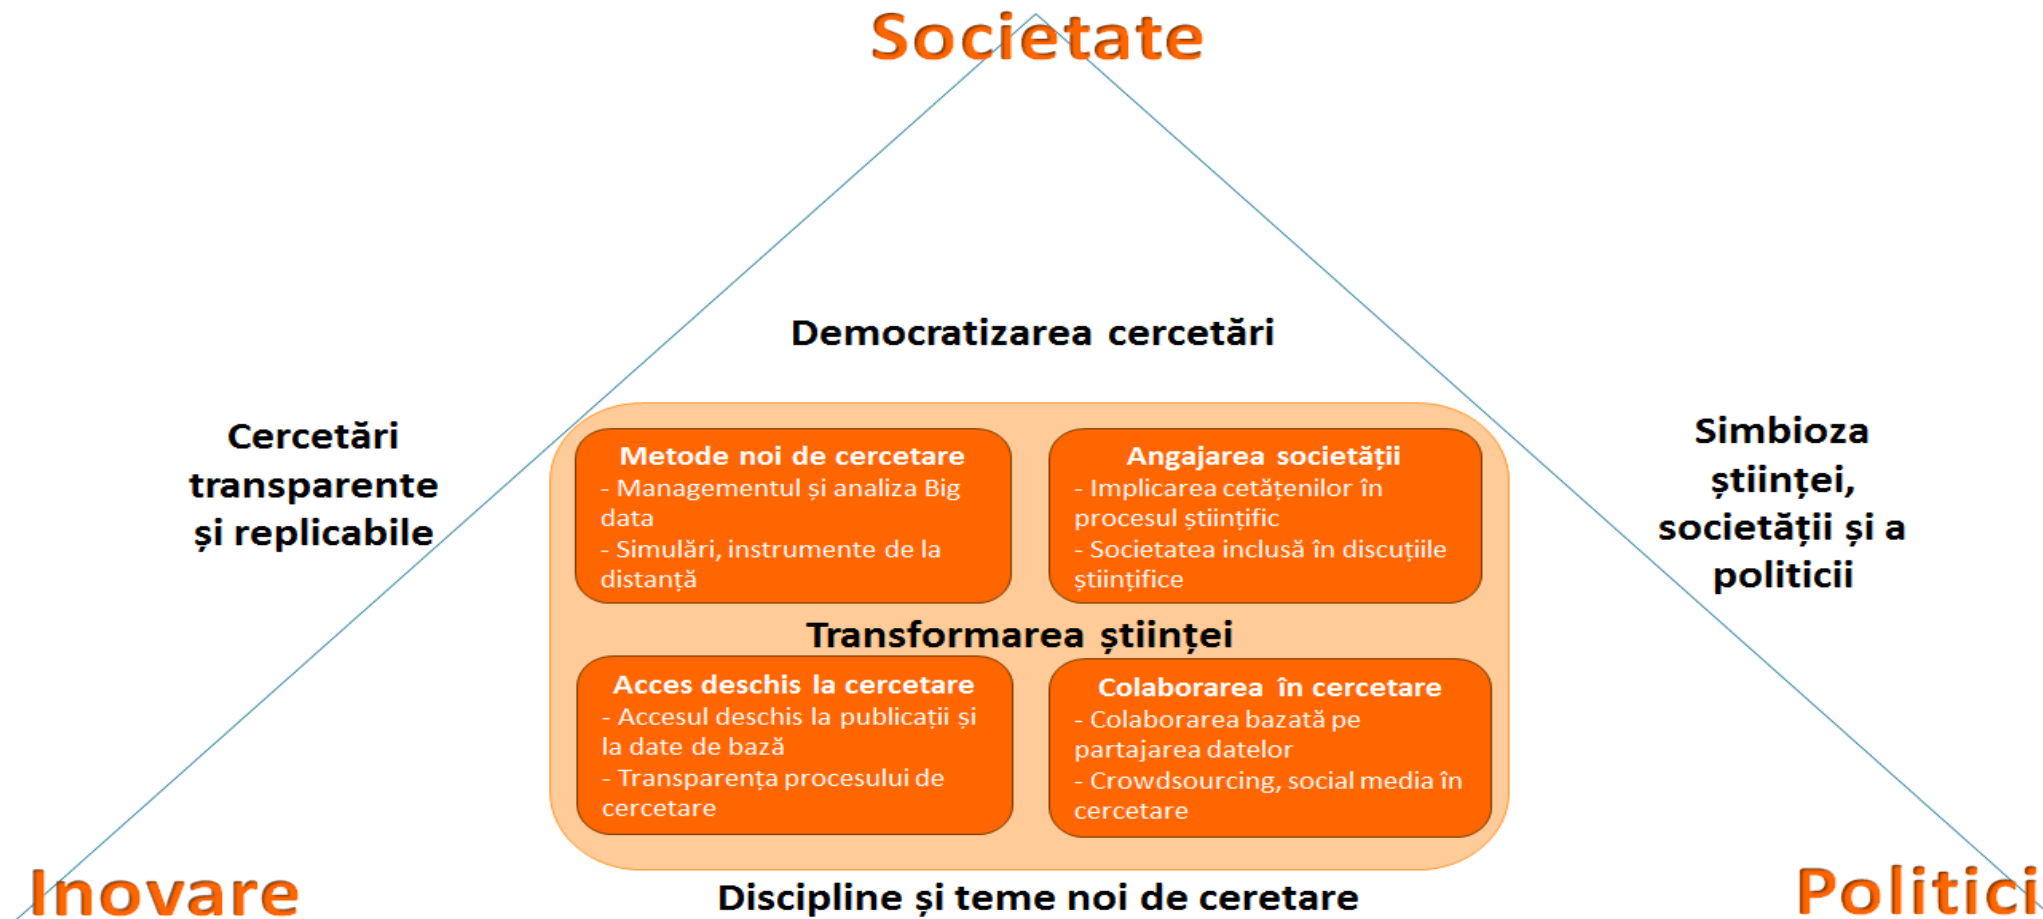 Societate
Democratizarea cercetări
Cercetări
transparente
și replicabile
Simbioza
științei,
societății și a
politicii
Metode noi de cercetare
- Managementul și analiza Big
data
- Simulări, instrumente de la
distanță
Angajarea societății
- Implicarea cetățenilor în
procesul științific
- Societatea inclusă în discuțiile
științifice
Transformarea științei
Acces deschis la cercetare
- Accesul deschis la publicații și
la date de bază
- Transparența procesului de
cercetare
Colaborarea în cercetare
- Colaborarea bazată pe
partajarea datelor
- Crowdsourcing, social media în
cercetare
Inovare
Discipline și teme noi de ceretare
Politici